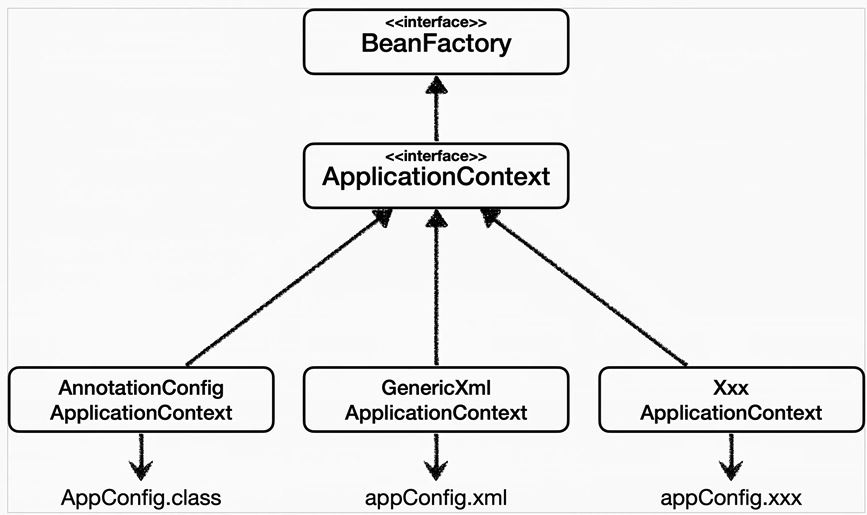 <<interface>>
BeanFactory
<<interface>>
ApplicationContext
AnnotationConfig
ApplicationContext
GenericXml
ApplicationContext
Xxx
ApplicationContext
AppConfig.class
appConfig.xml
appConfig.xxx